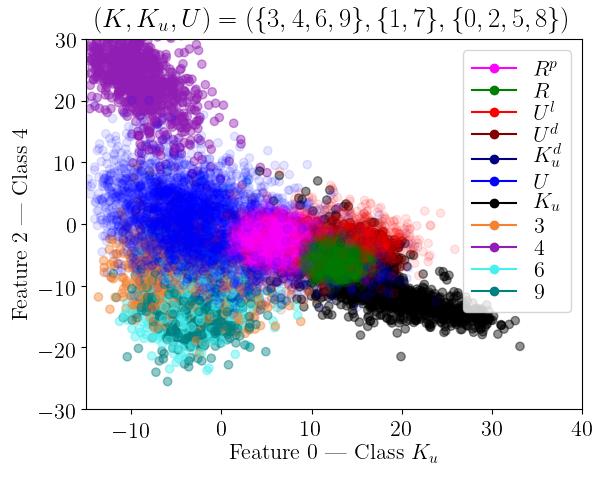 (K, K_u, U) = ({3, 4, 6, 9}, {1, 7}, {0, 2, 5, 8})
R^p
R
U^l
U^d
K_u^d
U
K_u
3
4
6
9
30
20
10
0
−10
−20
−30
Feature 2 — Class 4
−10
0
10
20
30
40
Feature 0 — Class K_u